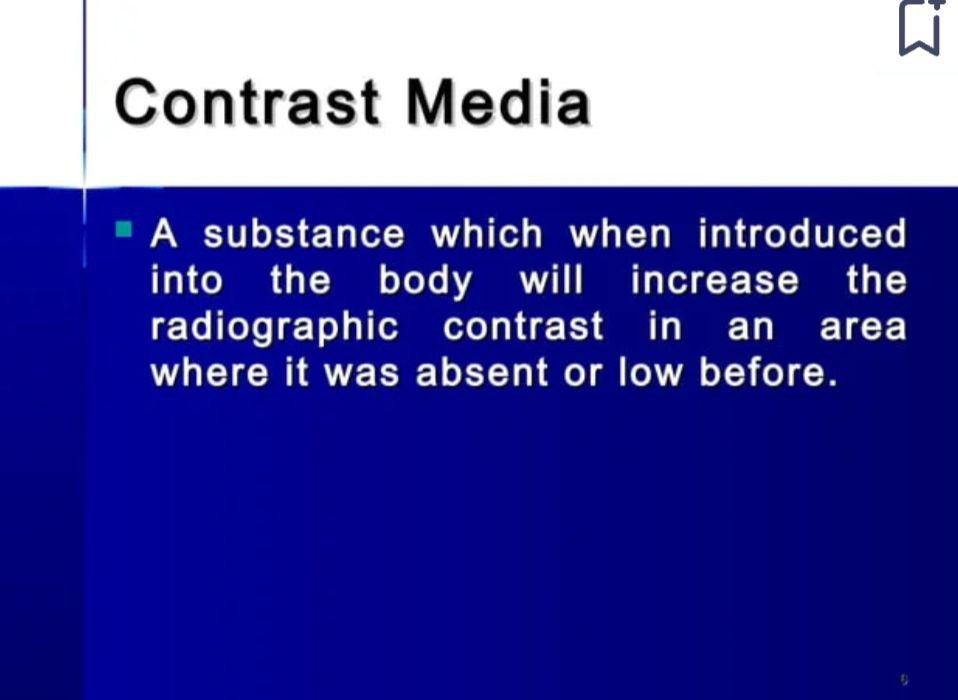 Contrast Media
A substance which when introduced
into the body will increase the
radiographic contrast in an area
where it was absent or low before.